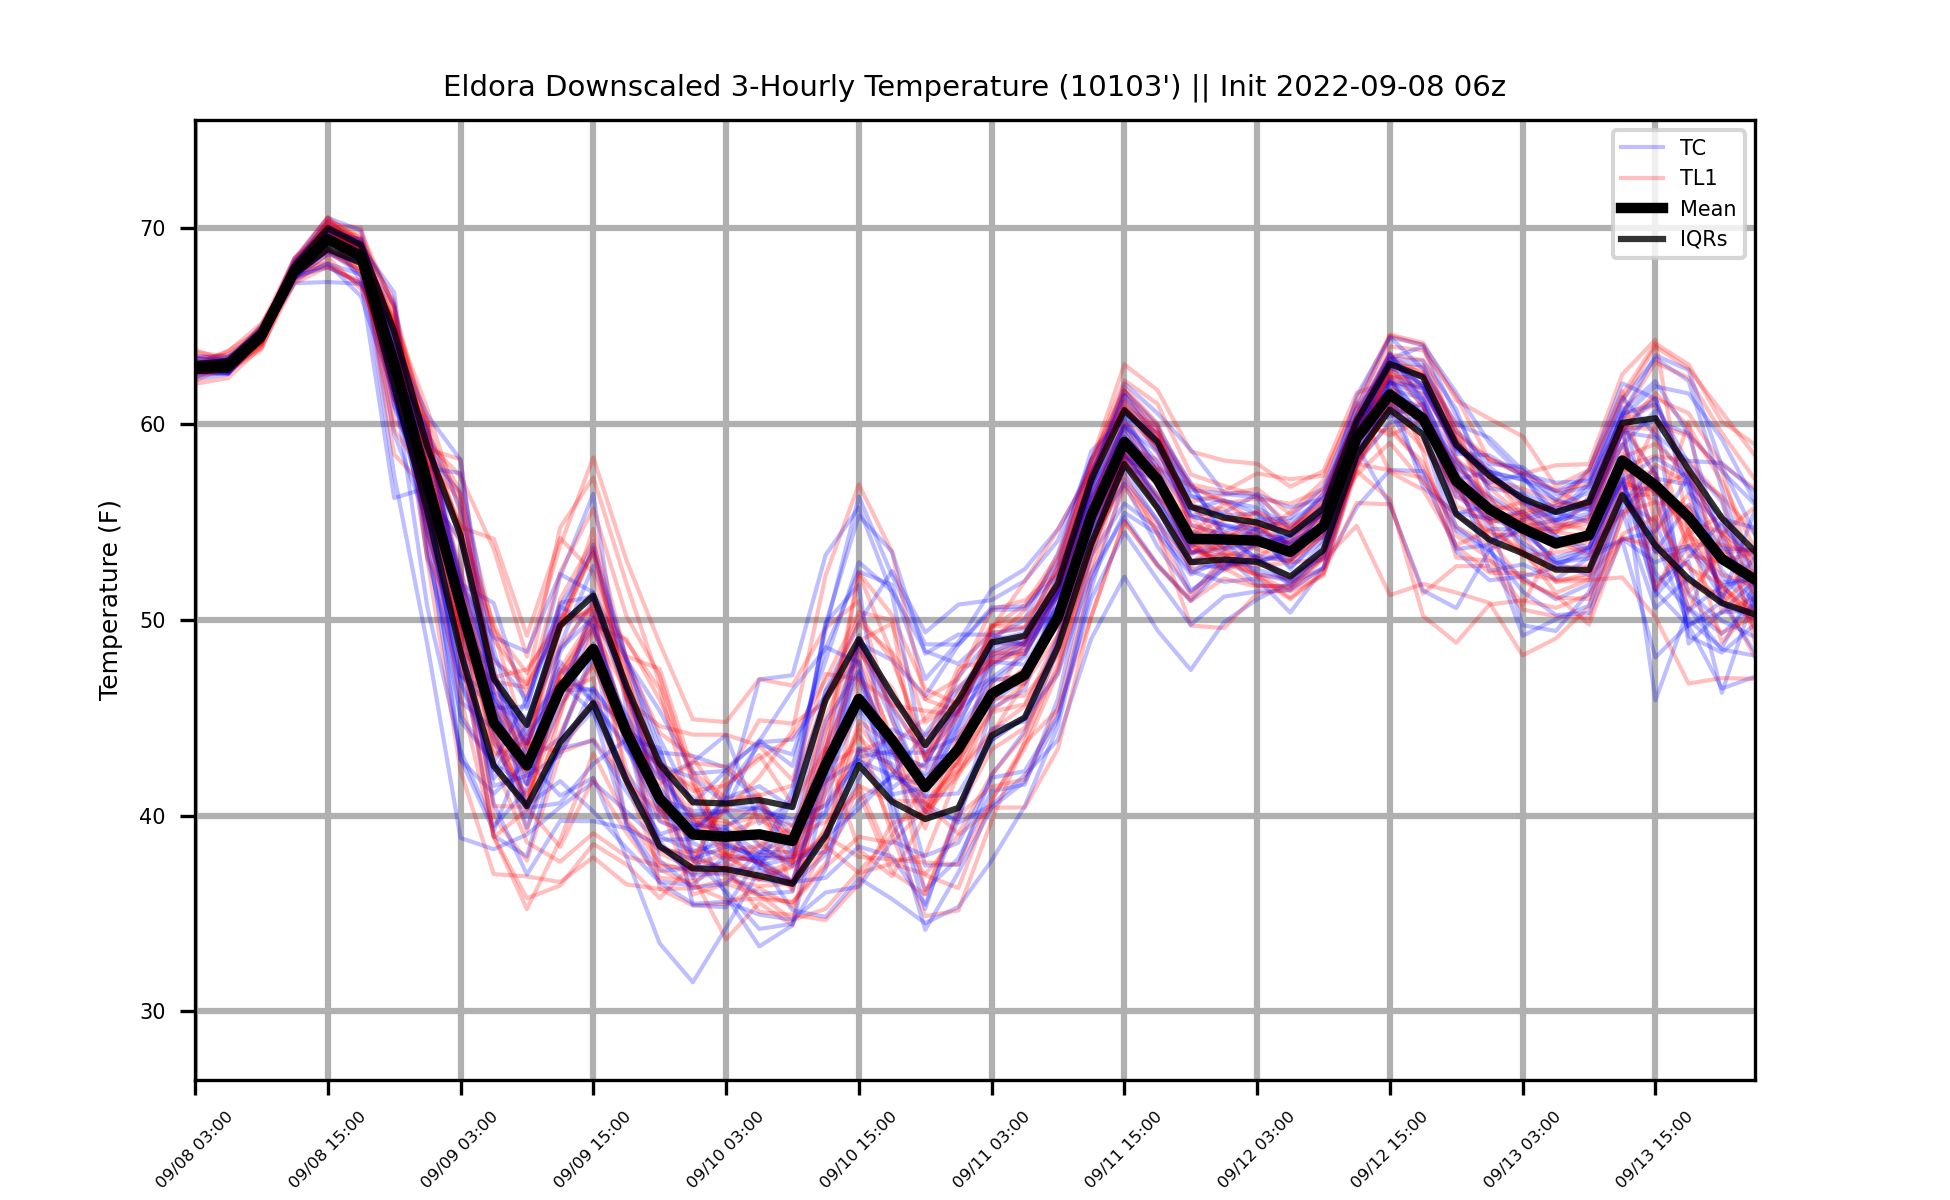 Eldora Downscaled 3-Hourly Temperature (10103') || Init 2022-09-08 06z
TC
TL1
Mean
IQRs
Temperature (F)
70
60
50
40
30
09/08 03:00
09/08 15:00
09/09 03:00
09/09 15:00
09/10 03:00
09/10 15:00
09/11 03:00
09/11 15:00
09/12 03:00
09/12 15:00
09/13 03:00
09/13 15:00